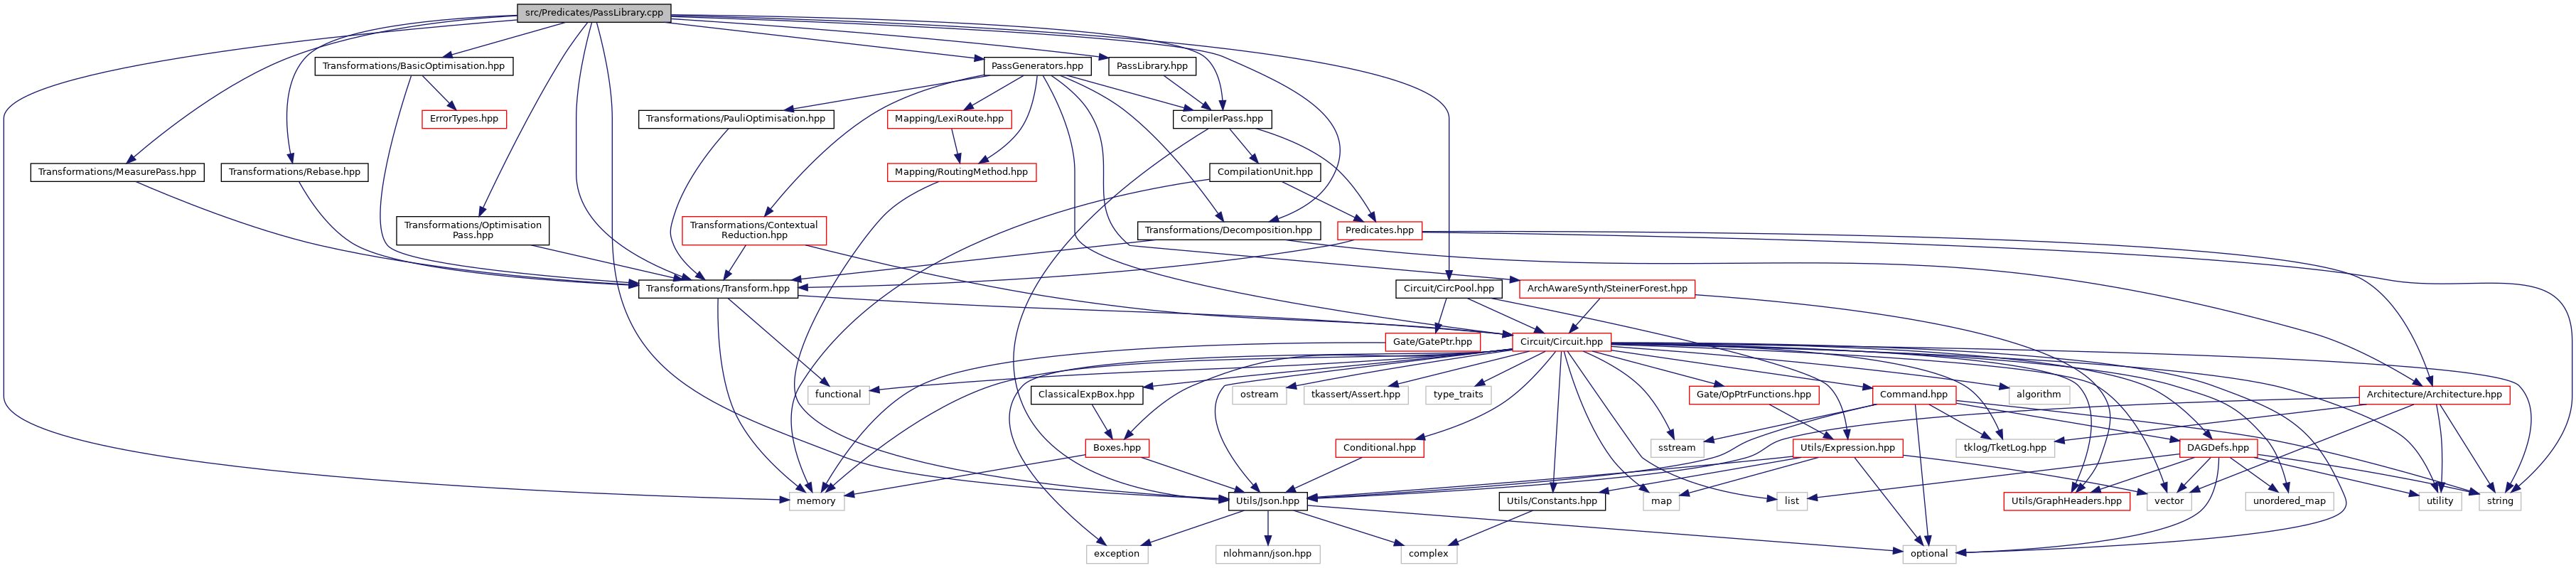 src/Predicates/PassLibrary.cpp
Transformations/BasicOptimisation.hpp
PassGenerators.hpp
PassLibrary.hpp
ErrorTypes.hpp
Transformations/PauliOptimisation.hpp
Mapping/LexiRoute.hpp
CompilerPass.hpp
Transformations/MeasurePass.hpp
Transformations/Rebase.hpp
Mapping/RoutingMethod.hpp
CompilationUnit.hpp
Transformations/Optimisation
Pass.hpp
Transformations/Contextual
Reduction.hpp
Transformations/Decomposition.hpp
Predicates.hpp
Transformations/Transform.hpp
Circuit/CircPool.hpp
ArchAwareSynth/SteinerForest.hpp
Gate/GatePtr.hpp
Circuit/Circuit.hpp
functional
ClassicalExpBox.hpp
ostream
tkassert/Assert.hpp
type_traits
Gate/OpPtrFunctions.hpp
Command.hpp
algorithm
Architecture/Architecture.hpp
Boxes.hpp
Conditional.hpp
sstream
Utils/Expression.hpp
tklog/TketLog.hpp
DAGDefs.hpp
memory
Utils/Json.hpp
Utils/Constants.hpp
map
list
Utils/GraphHeaders.hpp
vector
unordered_map
utility
string
exception
nlohmann/json.hpp
complex
optional